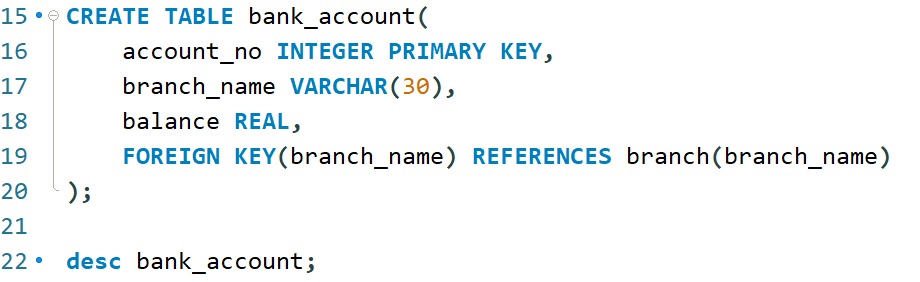 15 CREATE TABLE bank_account(
16 account_no INTEGER PRIMARY KEY,
17 branch_name VARCHAR(30),
18 balance REAL,
19 FOREIGN KEY(branch_name) REFERENCES branch(branch_name)
20 );
21
22 desc bank_account;